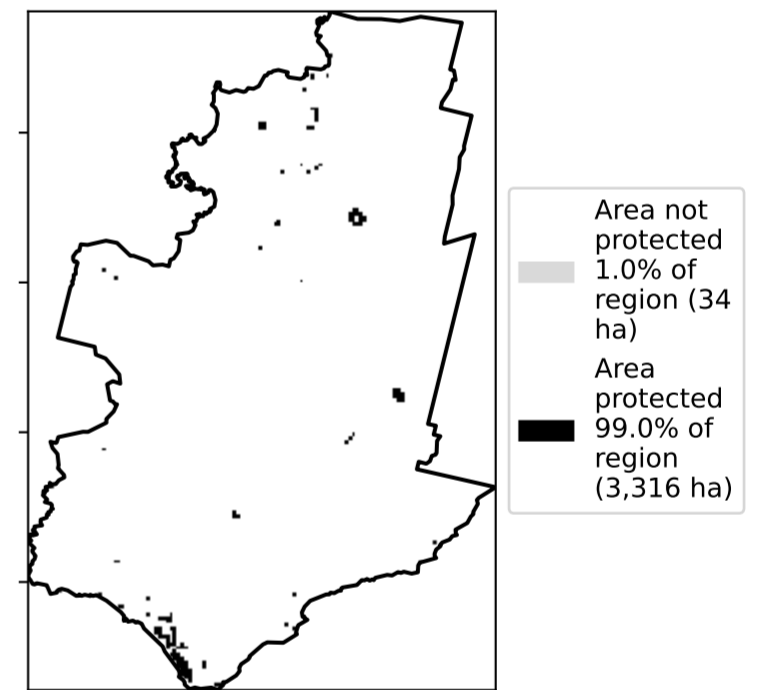 Area not
protected
1.0% of
region (34
ha)
Area
protected
99.0% of
region
(3,316 ha)